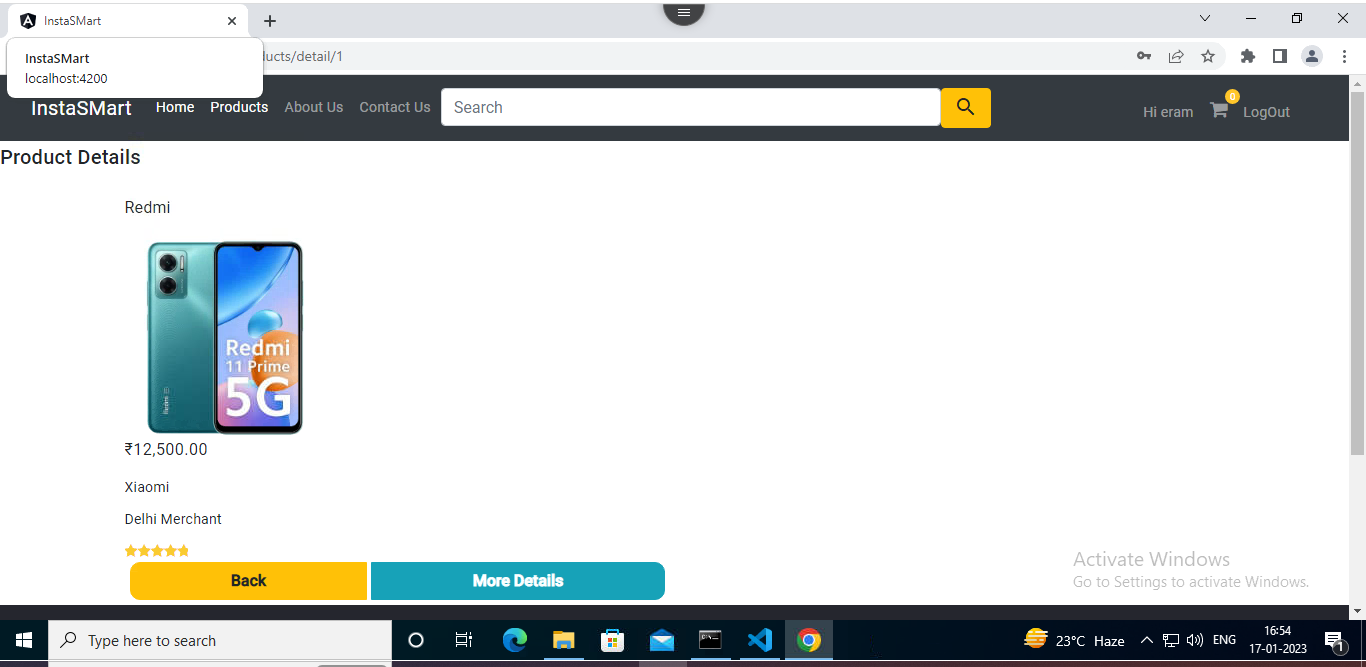 InstaSMart
InstaSMart
localhost:4200
ucts/detail/1
InstaSMart Home Products About Us Contact Us Search Hi eram 0 LogOut
Product Details
Redmi
Redmi
11 Prime
5G
Redmi
₹12,500.00
Xiaomi
Delhi Merchant
Back More Details
Activate Windows
Go to Settings to activate Windows.
Type here to search 23°C Haze ENG 16:54
17-01-2023 1